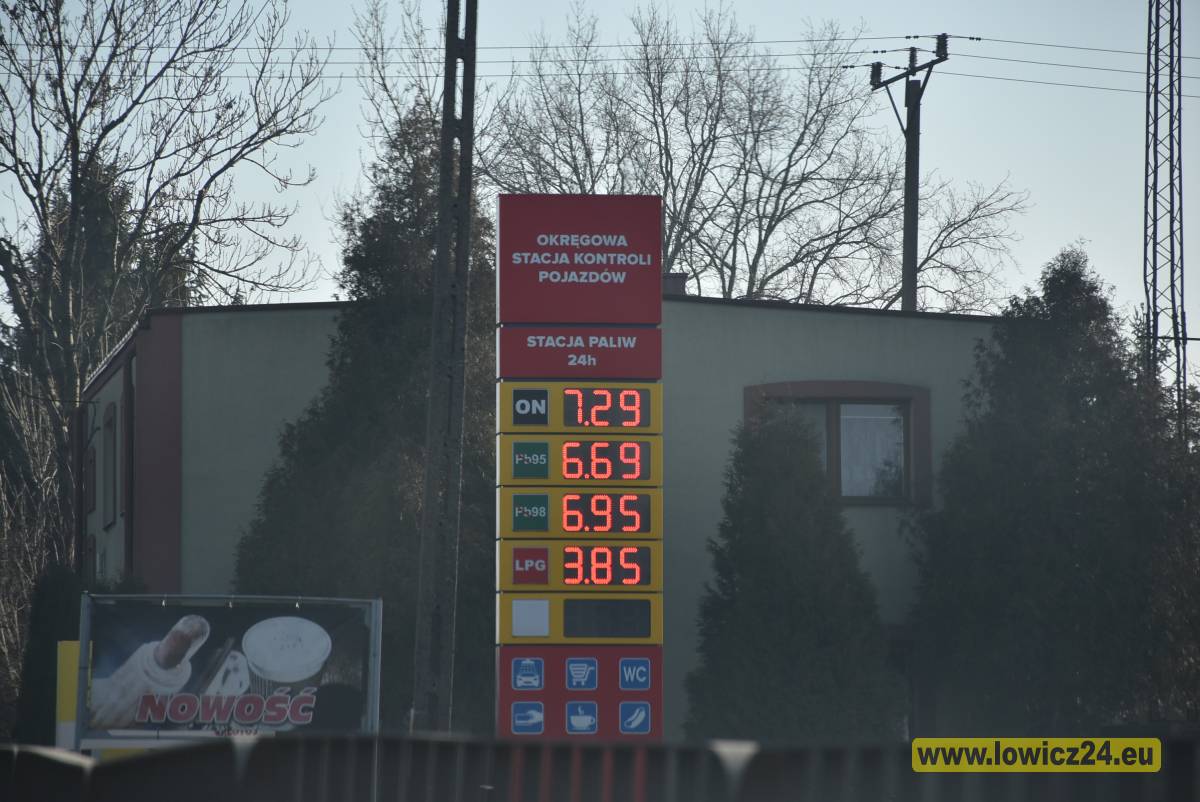 OKRĘGOWA
STACJA KONTROLI
POJAZDÓW
STACJA PALIW
24h
ON 7.29
Pb95 6.69
Pb98 6.95
LPG 3.85
WC
NOWOŚĆ
www.lowicz24.eu